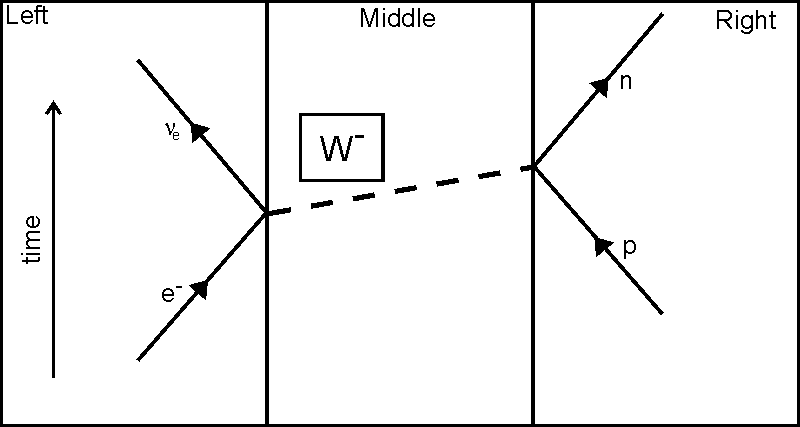 Left
Middle
Right
time
νe
e-
W-
n
p